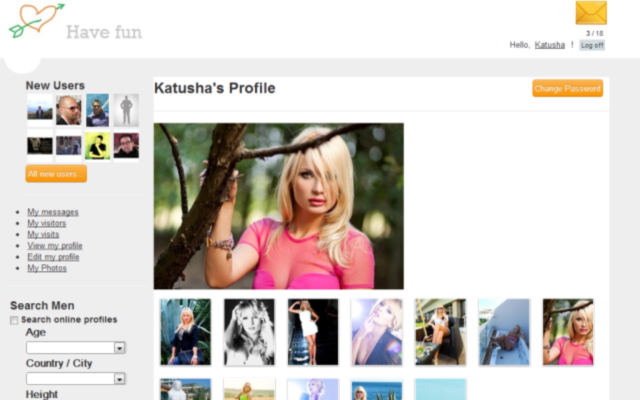 Have fun
3 / 18
Hello, Katusha ! Log off
New Users
All new users...
My messages
My visitors
My visits
View my profile
Edit my profile
My Photos
Search Men
Search online profiles
Age
Country / City
Height
Katusha's Profile
Change Password